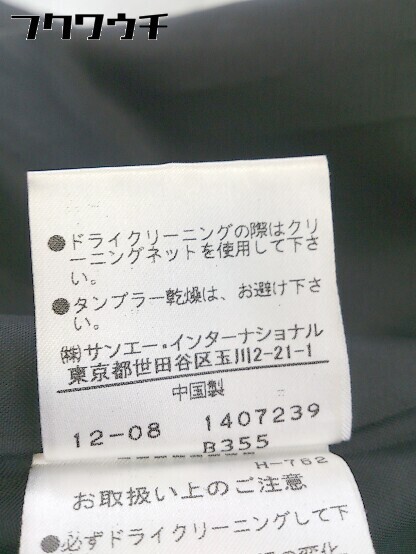 フクワウチ
●ドライクリーニングの際はクリ
ーニングネットを使用して下さ
い。
●タンブラー乾燥は、お避け下さ
い。
㈱サンエー・インターナショナル
東京都世田谷区玉川2-21-1
中国製
12-08 1407239
B355
H-762
お取扱い上のご注意
●必ずドライクリーニングして下